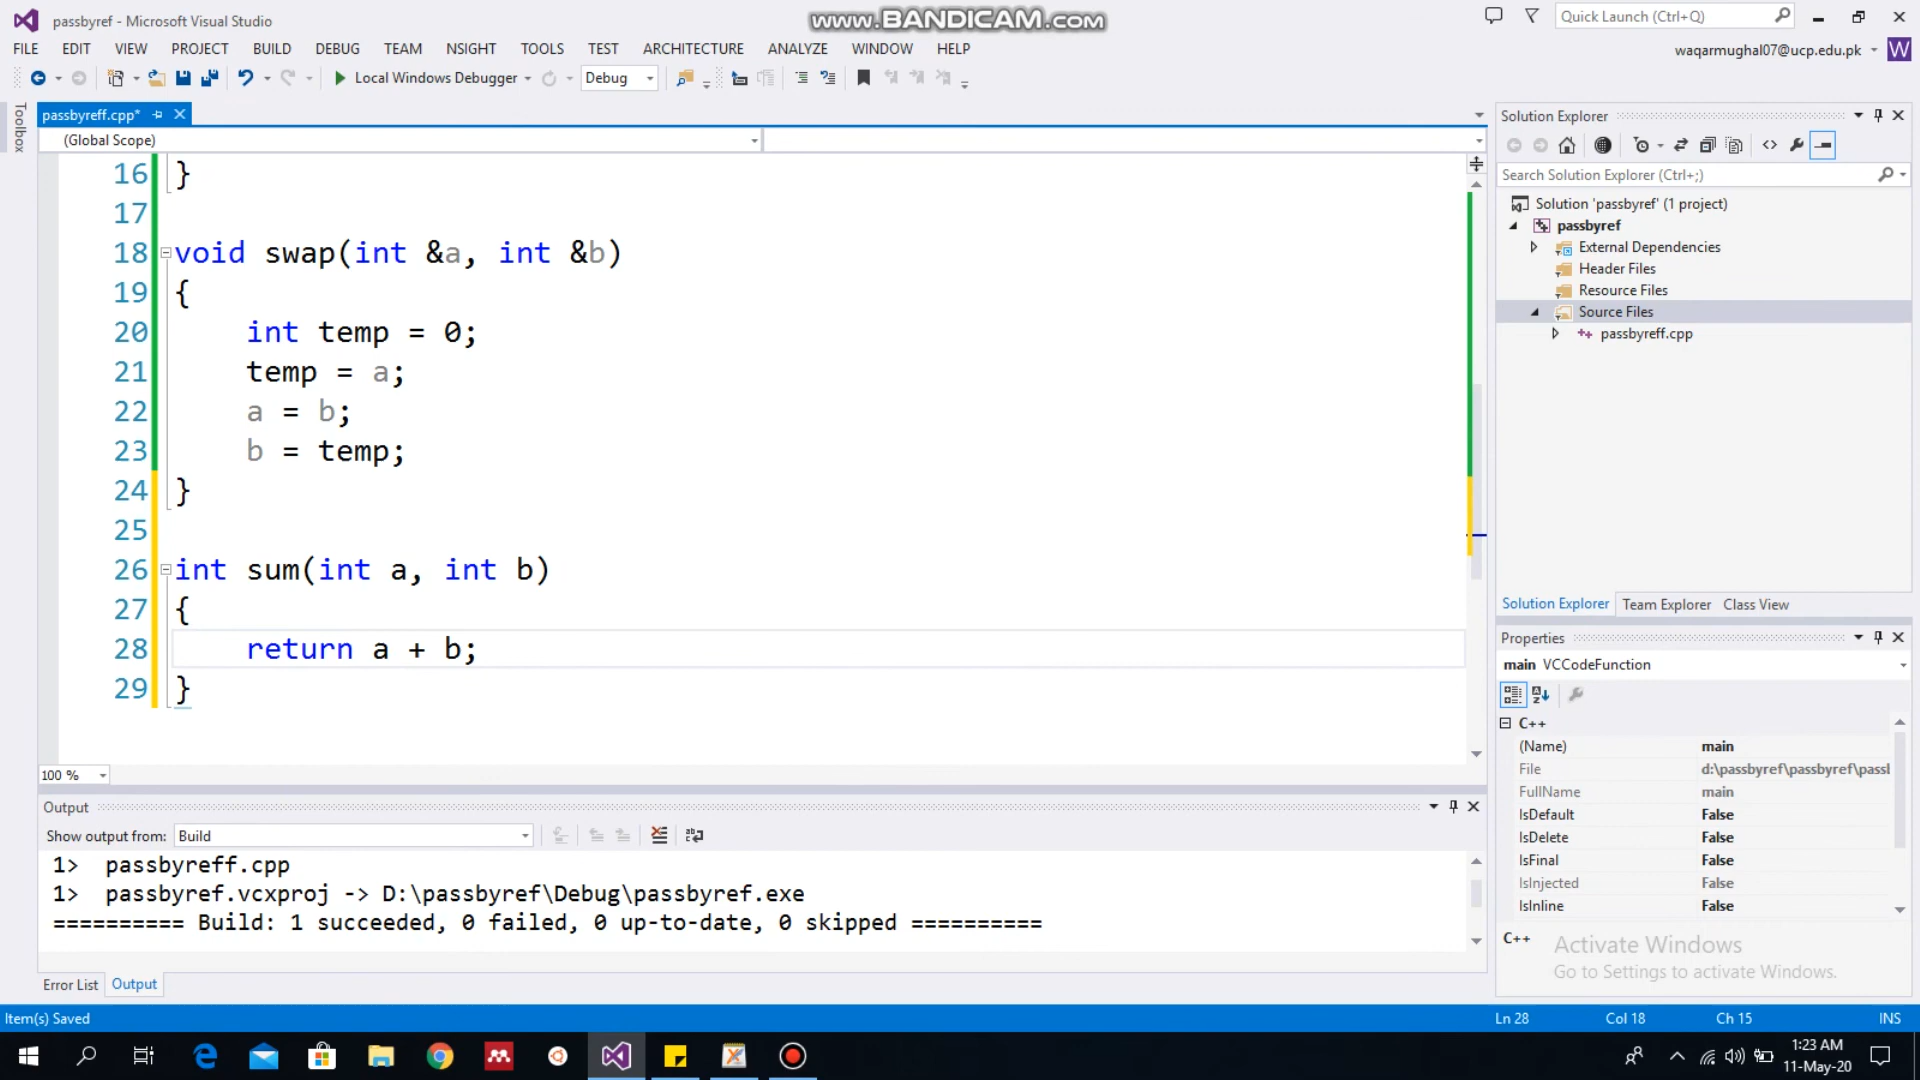 passbyref - Microsoft Visual Studio
www.BANDICAM.com
Quick Launch (Ctrl+Q)
FILE EDIT VIEW PROJECT BUILD DEBUG TEAM NSIGHT TOOLS TEST ARCHITECTURE ANALYZE WINDOW HELP
waqarmughal07@ucp.edu.pk
W
Local Windows Debugger
Debug
Toolbox
passbyreff.cpp*
(Global Scope)
16 }
17
18 void swap(int &a, int &b)
19 {
20 int temp = 0;
21 temp = a;
22 a = b;
23 b = temp;
24 }
25
26 int sum(int a, int b)
27 {
28 return a + b;
29 }
100 %
Output
Show output from: Build
1> passbyreff.cpp
1> passbyref.vcxproj -> D:\passbyref\Debug\passbyref.exe
========== Build: 1 succeeded, 0 failed, 0 up-to-date, 0 skipped ==========
Error List Output
Solution Explorer
Search Solution Explorer (Ctrl+;)
Solution 'passbyref' (1 project)
passbyref
External Dependencies
Header Files
Resource Files
Source Files
passbyreff.cpp
Solution Explorer Team Explorer Class View
Properties
main VCCodeFunction
C++
(Name) main
File d:\passbyref\passbyref\passl
FullName main
IsDefault False
IsDelete False
IsFinal False
IsInjected False
IsInline False
C++
Activate Windows
Go to Settings to activate Windows.
Item(s) Saved
Ln 28 Col 18 Ch 15 INS
1:23 AM
11-May-20